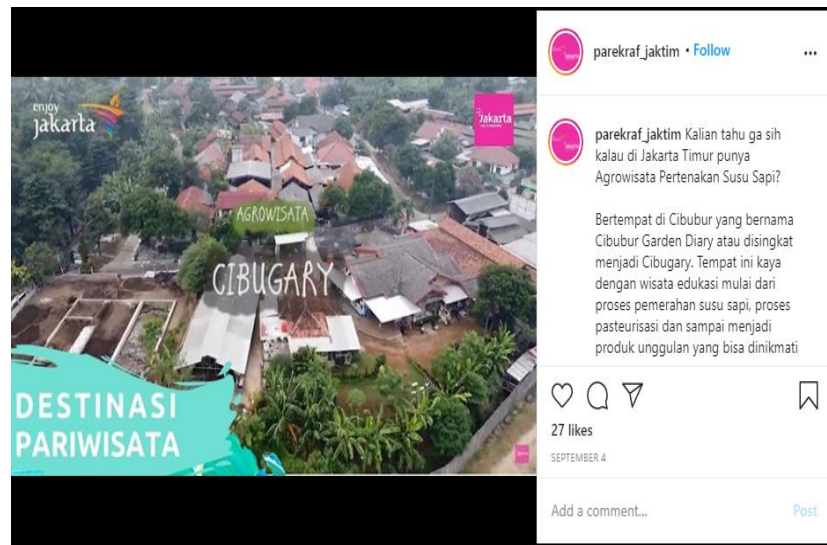 enjoy
jakarta
Jakarta
AGROWISATA
CIBUGARY
DESTINASI
PARIWISATA
parekraf_jaktim • Follow
parekraf_jaktim Kalian tahu ga sih
kalau di Jakarta Timur punya
Agrowisata Pertenakan Susu Sapi?
Bertempat di Cibubur yang bernama
Cibubur Garden Diary atau disingkat
menjadi Cibugary. Tempat ini kaya
dengan wisata edukasi mulai dari
proses pemerahan susu sapi, proses
pasteurisasi dan sampai menjadi
produk unggulan yang bisa dinikmati
27 likes
SEPTEMBER 4
Add a comment...
Post